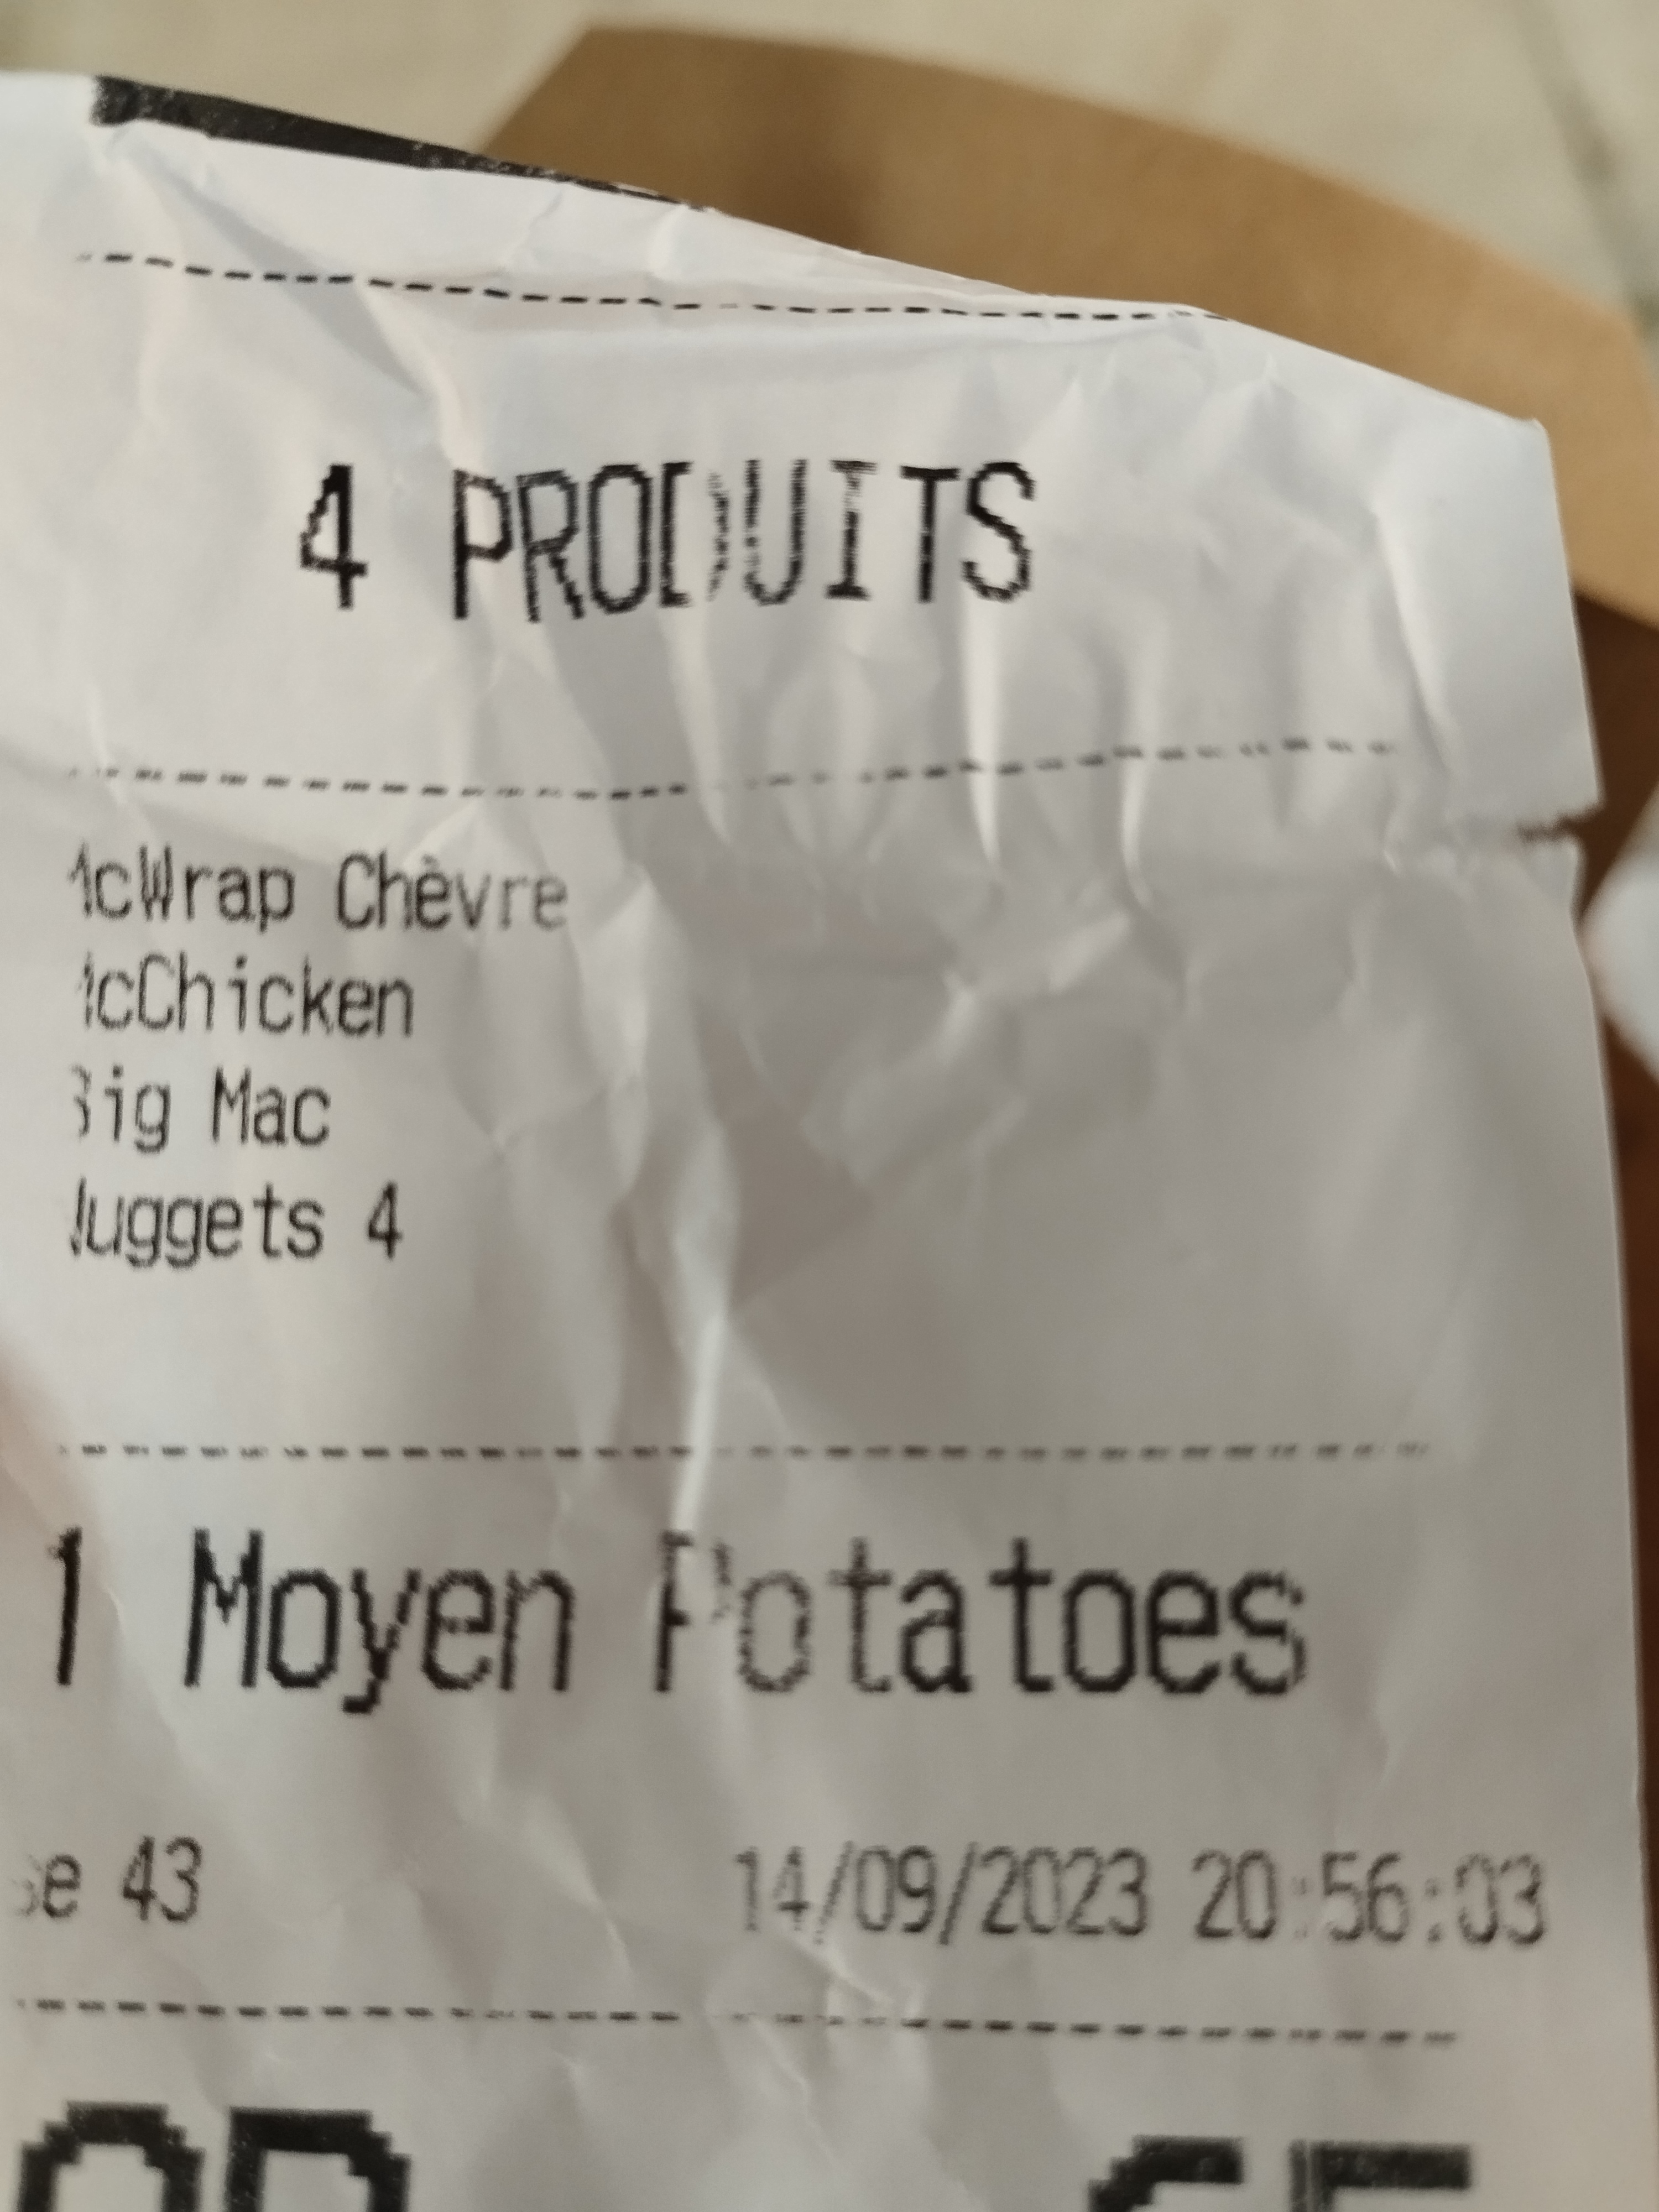 4 PRODUITS
McWrap Chèvre
McChicken
Big Mac
Nuggets 4
1 Moyen Potatoes
43 14/09/2023 20:56:03